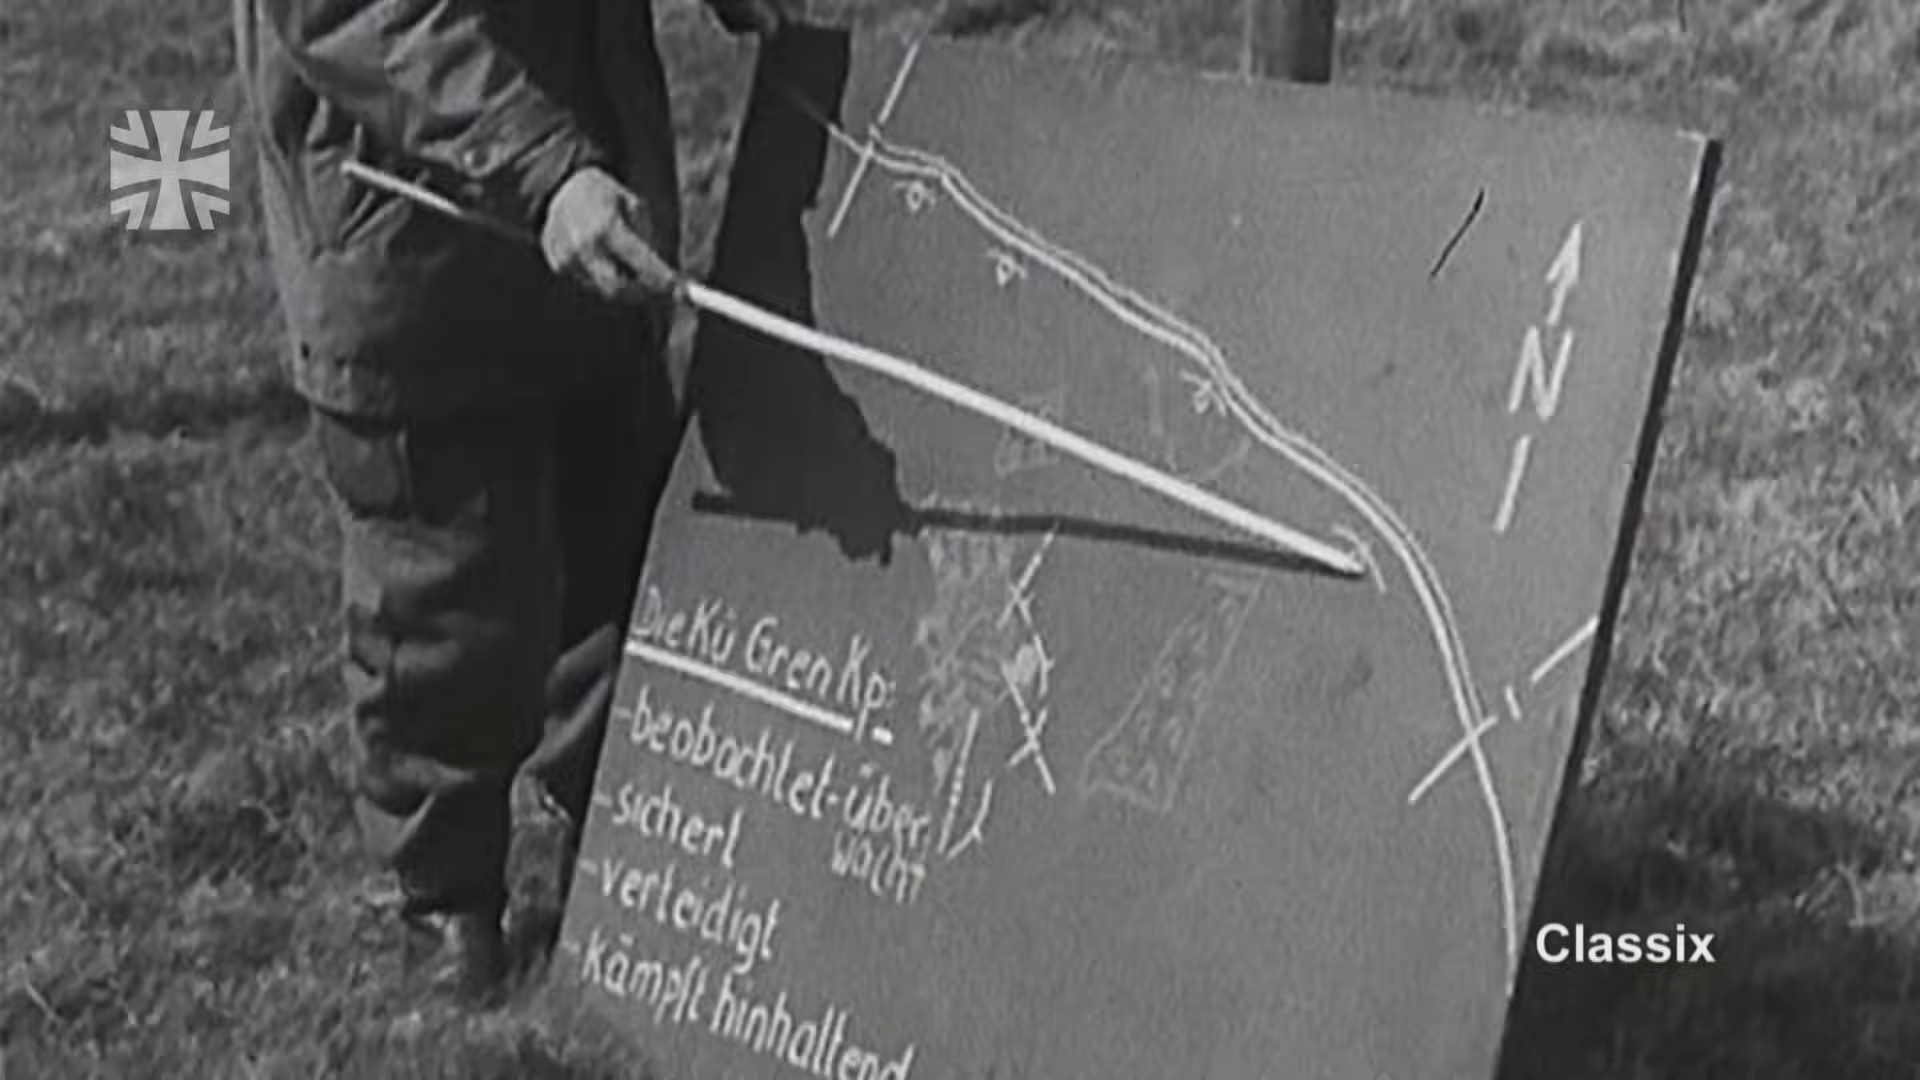 N
Die Kü Gren Kp:
-beobachtet-über
wacht
-sichert
-verteidigt
-kämpft hinhaltend
Classix